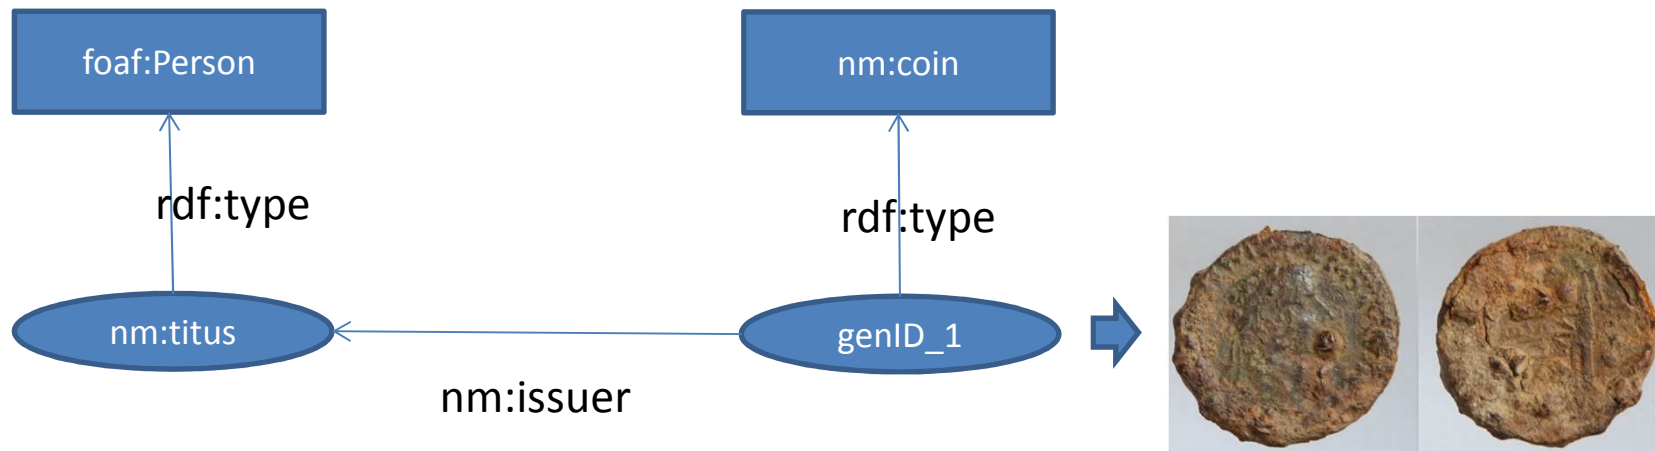 foaf:Person
nm:coin
rdf:type
rdf:type
nm:titus
genID_1
nm:issuer